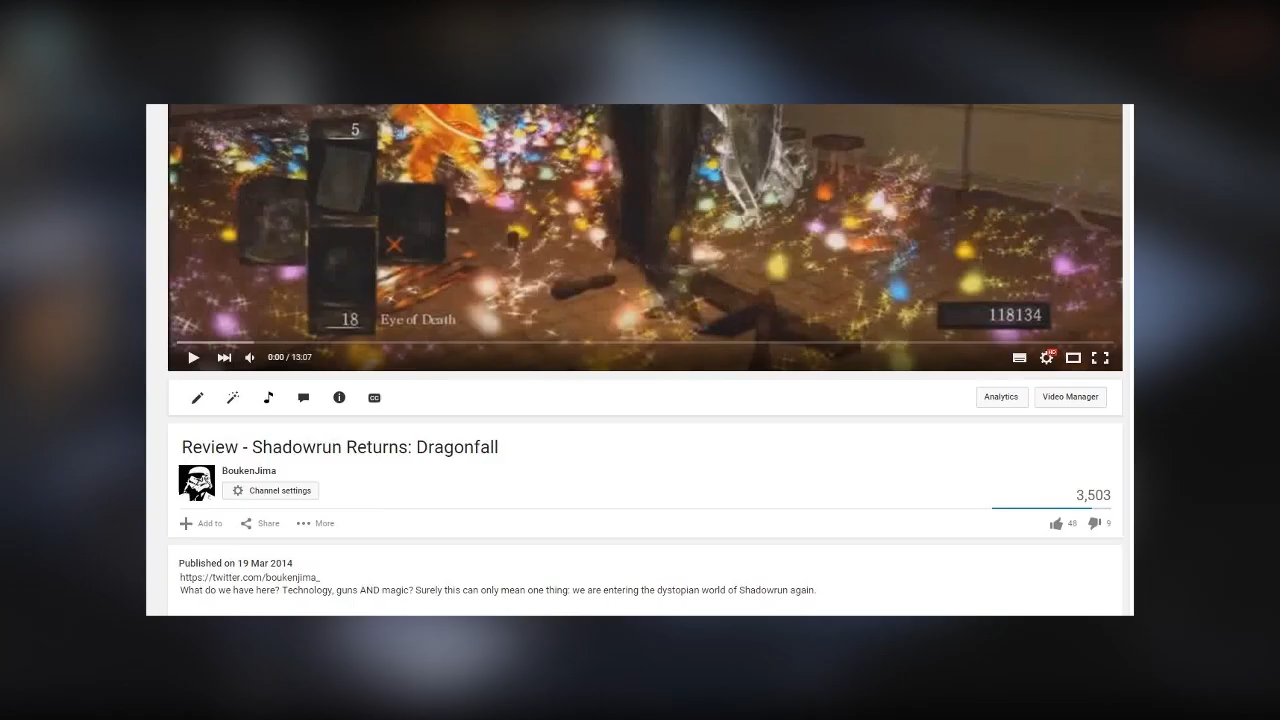 5
18
Eye of Death
118134
0:00 / 13:07
HD
CC
Analytics
Video Manager
Review - Shadowrun Returns: Dragonfall
BoukenJima
Channel settings
3,503
Add to
Share
More
48
9
Published on 19 Mar 2014
https://twitter.com/boukenjima_
What do we have here? Technology, guns AND magic? Surely this can only mean one thing: we are entering the dystopian world of Shadowrun again.